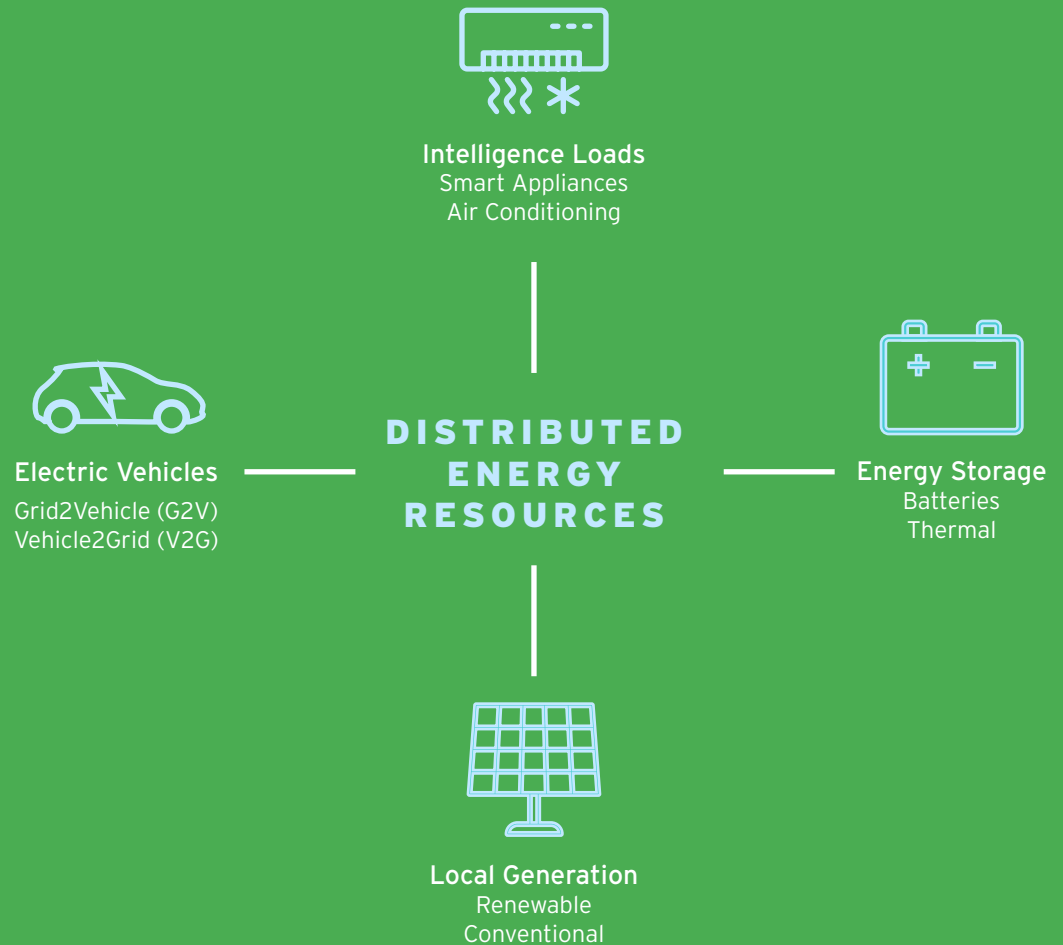 Intelligence Loads
Smart Appliances
Air Conditioning
DISTRIBUTED
ENERGY
RESOURCES
Electric Vehicles
Grid2Vehicle (G2V)
Vehicle2Grid (V2G)
Energy Storage
Batteries
Thermal
Local Generation
Renewable
Conventional